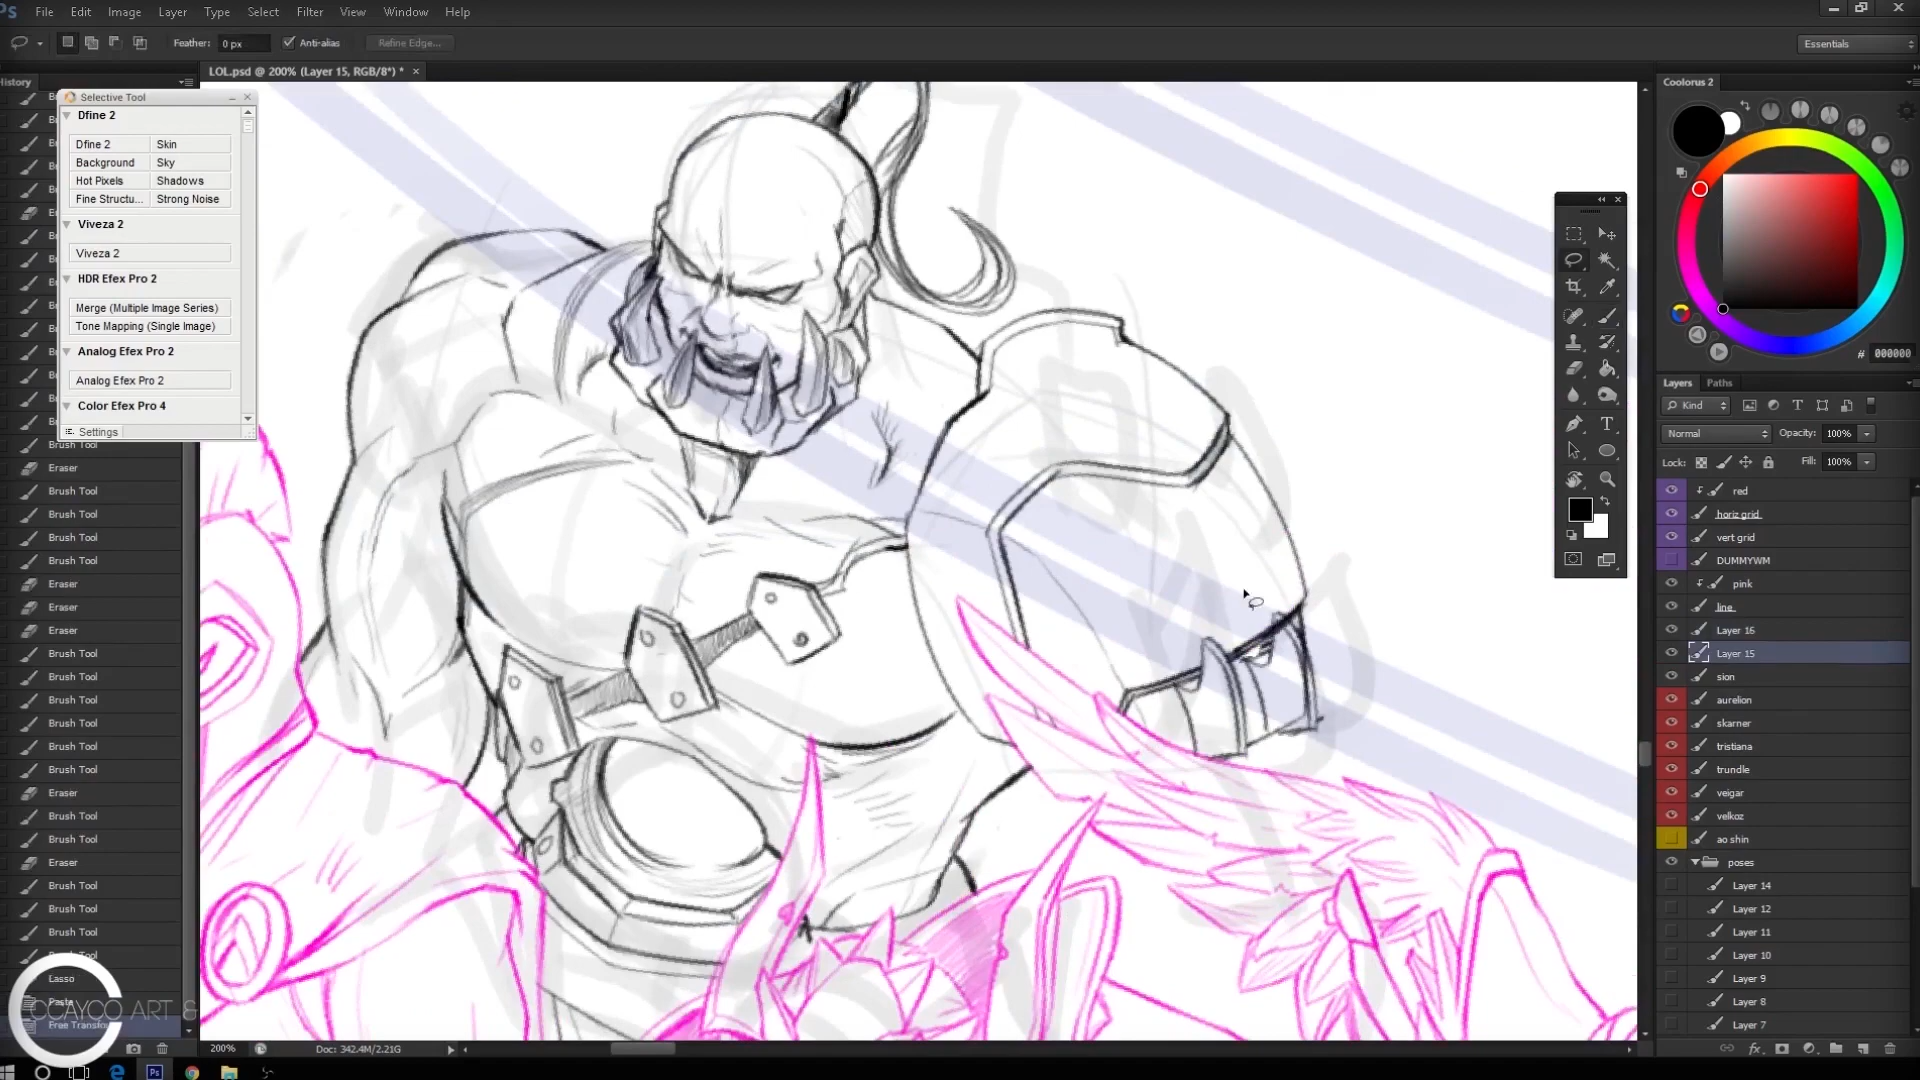 File Edit Image Layer Type Select Filter View Window Help
Feather: 0 px Anti-alias Refine Edge... Essentials
LOL.psd @ 200% (Layer 15, RGB/8*) *
History
Selective Tool
Dfine 2
Dfine 2 Skin
Background Sky
Hot Pixels Shadows
Fine Structu... Strong Noise
Viveza 2
Viveza 2
HDR Efex Pro 2
Merge (Multiple Image Series)
Tone Mapping (Single Image)
Analog Efex Pro 2
Analog Efex Pro 2
Color Efex Pro 4
Settings
Eraser
Brush Tool
Brush Tool
Brush Tool
Brush Tool
Eraser
Eraser
Eraser
Brush Tool
Brush Tool
Brush Tool
Brush Tool
Brush Tool
Brush Tool
Eraser
Brush Tool
Brush Tool
Eraser
Brush Tool
Brush Tool
Brush Tool
Lasso
Paste
Free Transfo
CCAYCO ART &
200% Doc: 342.4M/2.21G
Coolorus 2
# 000000
Layers Paths
Kind
Normal Opacity: 100%
Lock: Fill: 100%
red
horiz grid
vert grid
DUMMYWM
pink
line
Layer 16
Layer 15
sion
aurelion
skarner
tristiana
trundle
veigar
velkoz
ao shin
poses
Layer 14
Layer 12
Layer 11
Layer 10
Layer 9
Layer 8
Layer 7